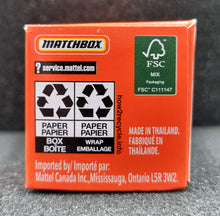 MATCHBOX
? service.mattel.com
FSC
MIX
Packaging
FSC® C111147
PAPER
PAPIER
BOX
BOÎTE
PAPER
PAPIER
WRAP
EMBALLAGE
how2recycle.info
MADE IN THAILAND.
FABRIQUÉ EN
THAÏLANDE.
Imported by/ Importé par:
Mattel Canada Inc., Mississauga, Ontario L5R 3W2.